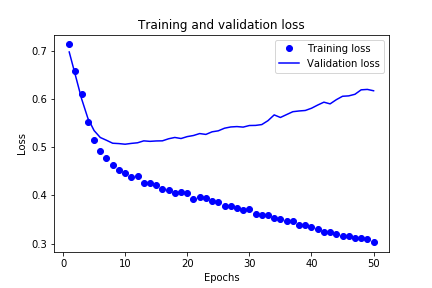 Training and validation loss
Training loss
Validation loss
0.7
0.6
0.5
0.4
0.3
Loss
0 10 20 30 40 50
Epochs